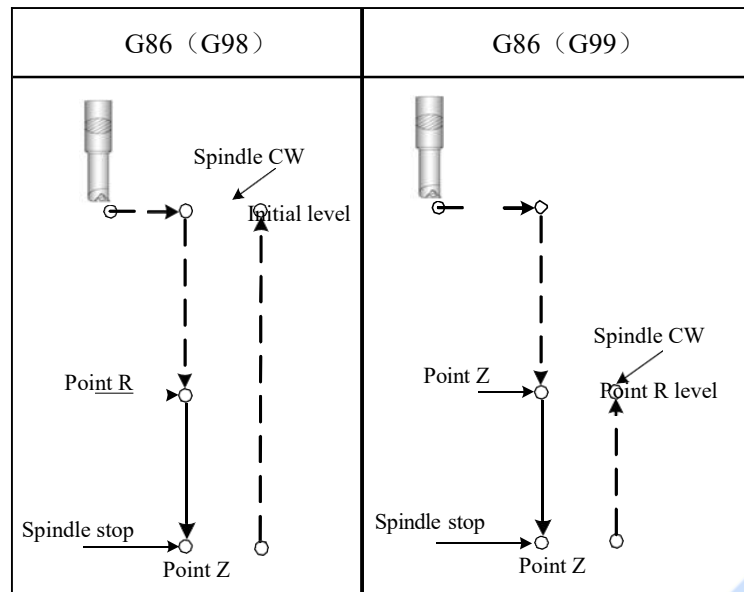 G86（G98）
G86（G99）
Spindle CW
Initial level
Point R
Spindle stop
Point Z
Spindle CW
Point Z
Point R level
Spindle stop
Point Z